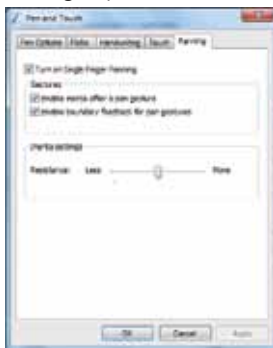 Pen and Touch
Pen Options Flicks Handwriting Touch Panning
Turn on Single Finger Panning
Gestures
Enable inertia after a pan gesture
Enable boundary feedback for pan gestures
Inertia settings
Resistance: Less More
OK Cancel Apply